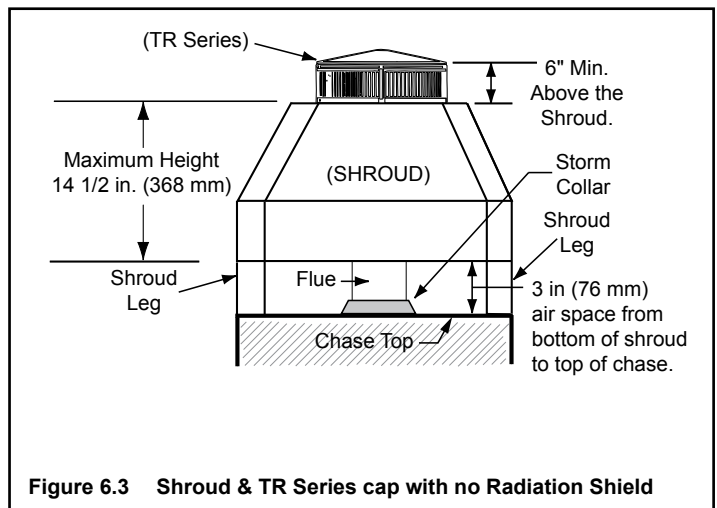 (TR Series)
6" Min.
Above the
Shroud.
Maximum Height
14 1/2 in. (368 mm)
(SHROUD)
Storm
Collar
Shroud
Leg
Shroud
Leg
Flue
3 in (76 mm)
air space from
bottom of shroud
to top of chase.
Chase Top
Figure 6.3 Shroud & TR Series cap with no Radiation Shield